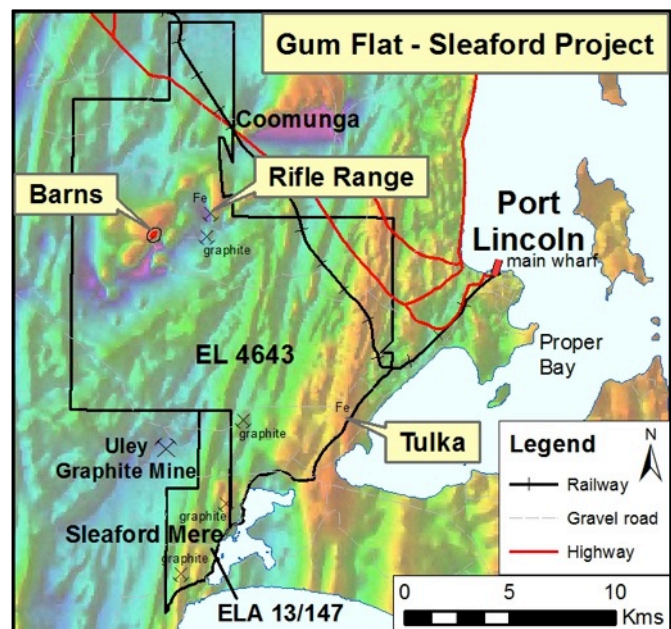 Gum Flat - Sleaford Project
Coomunga
Barns
Rifle Range
Fe
graphite
Port
Lincoln
main wharf
Proper
Bay
EL 4643
Fe
Tulka
graphite
Uley
Graphite Mine
graphite
Sleaford Mere
graphite
ELA 13/147
Legend
N
Railway
Gravel road
Highway
0 5 10
Kms